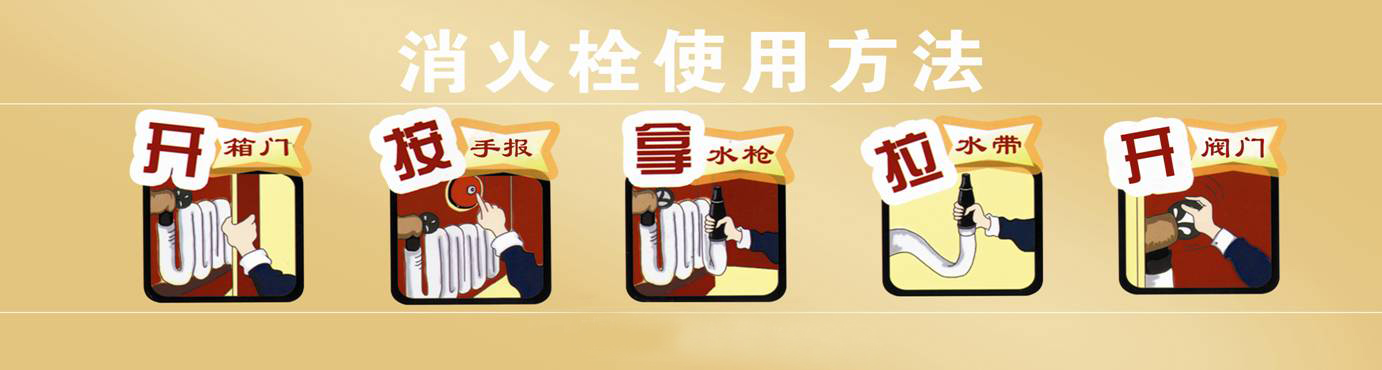 消火栓使用方法
开箱门
按手报
拿水枪
拉水带
开阀门